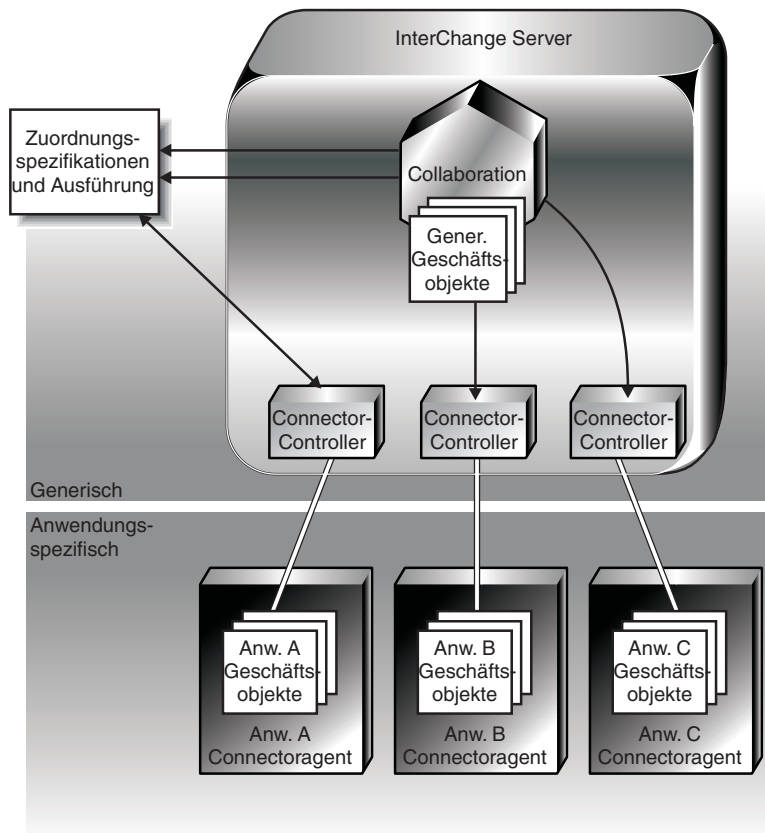 InterChange Server
Zuordnungs-
spezifikationen
und Ausführung
Collaboration
Gener.
Geschäfts-
objekte
Connector-
Controller
Connector-
Controller
Connector-
Controller
Generisch
Anwendungs-
spezifisch
Anw. A
Geschäfts-
objekte
Anw. A
Connectoragent
Anw. B
Geschäfts-
objekte
Anw. B
Connectoragent
Anw. C
Geschäfts-
objekte
Anw. C
Connectoragent